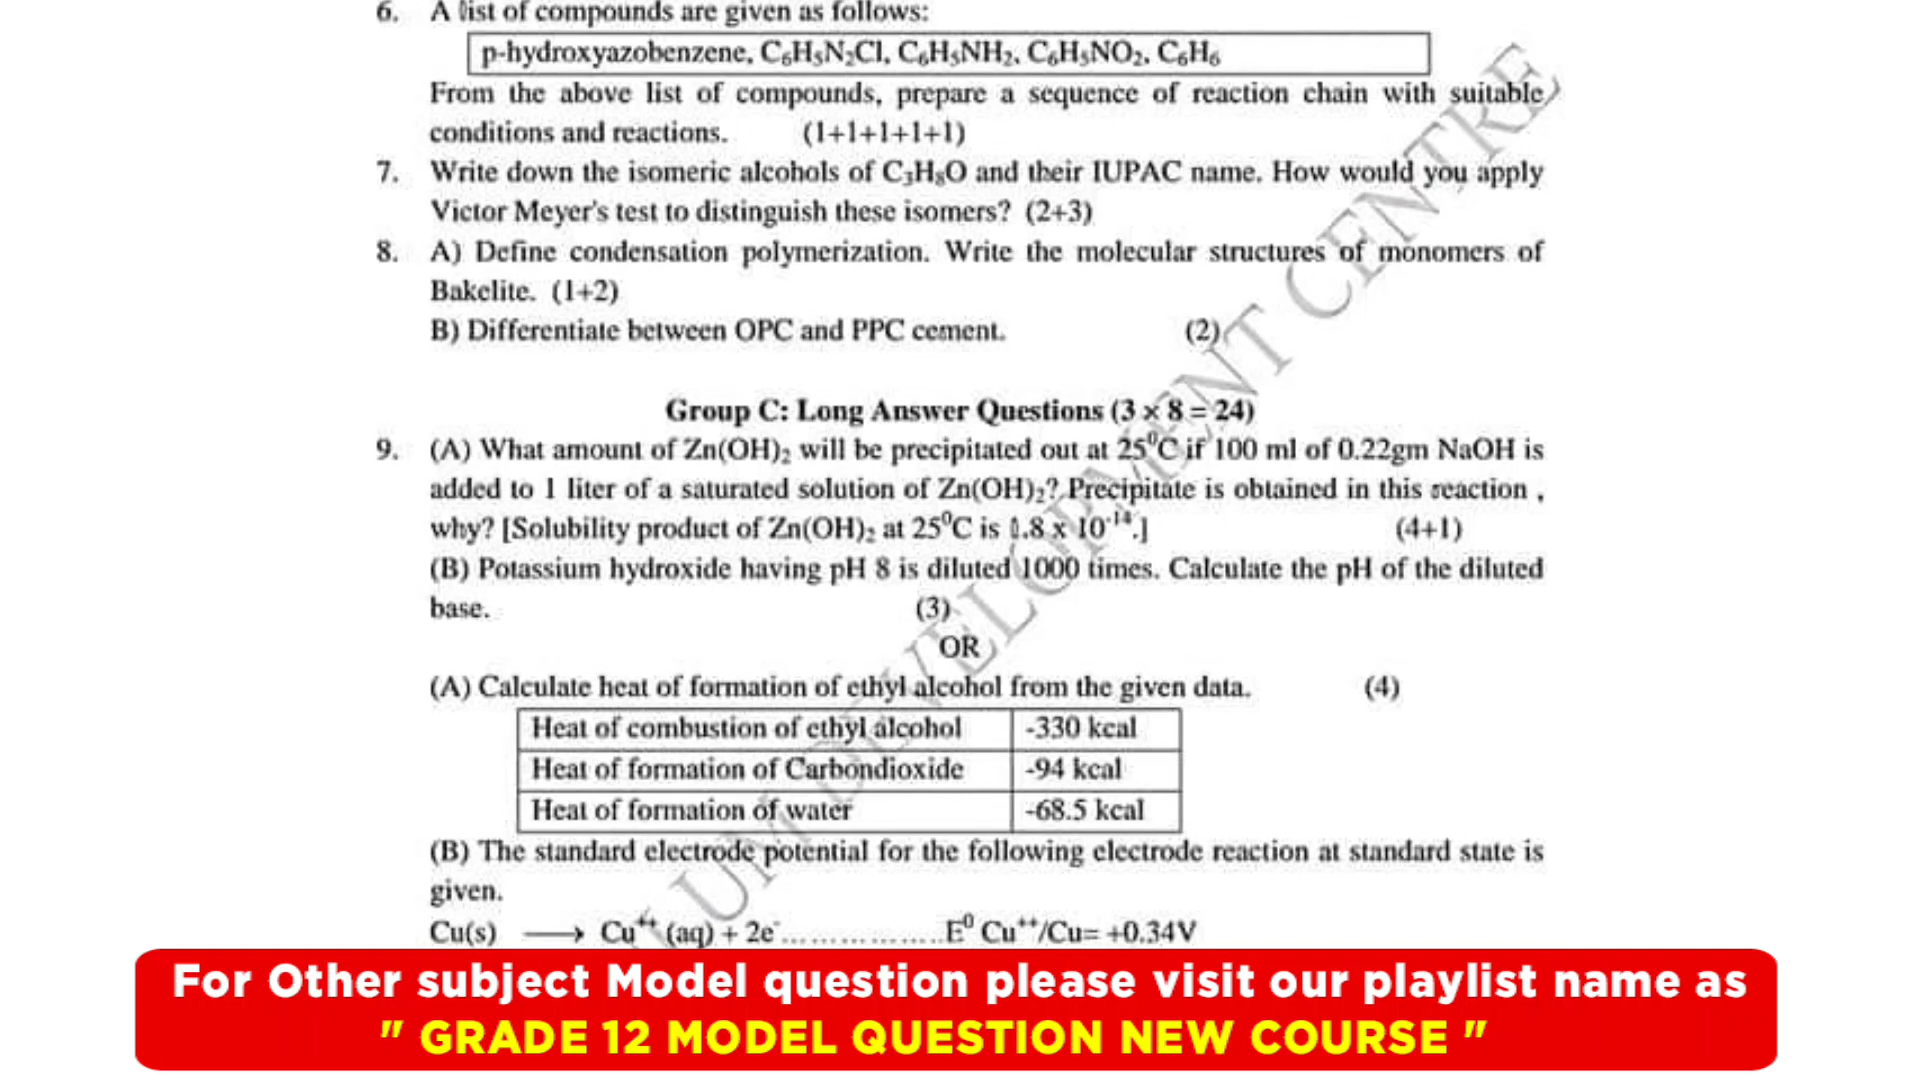 6. A list of compounds are given as follows:
p-hydroxyazobenzene, C₆H₅N₂Cl, C₆H₅NH₂, C₆H₅NO₂, C₆H₆
From the above list of compounds, prepare a sequence of reaction chain with suitable
conditions and reactions. (1+1+1+1+1)
7. Write down the isomeric alcohols of C₃H₈O and their IUPAC name. How would you apply
Victor Meyer's test to distinguish these isomers? (2+3)
8. A) Define condensation polymerization. Write the molecular structures of monomers of
Bakelite. (1+2)
B) Differentiate between OPC and PPC cement. (2)
Group C: Long Answer Questions (3 x 8 = 24)
9. (A) What amount of Zn(OH)₂ will be precipitated out at 25⁰C if 100 ml of 0.22gm NaOH is
added to 1 liter of a saturated solution of Zn(OH)₂? Precipitate is obtained in this reaction ,
why? [Solubility product of Zn(OH)₂ at 25⁰C is 1.8 x 10⁻¹⁴.] (4+1)
(B) Potassium hydroxide having pH 8 is diluted 1000 times. Calculate the pH of the diluted
base. (3)
OR
(A) Calculate heat of formation of ethyl alcohol from the given data. (4)
Heat of combustion of ethyl alcohol -330 kcal
Heat of formation of Carbondioxide -94 kcal
Heat of formation of water -68.5 kcal
(B) The standard electrode potential for the following electrode reaction at standard state is
given.
Cu(s) ⟶ Cu⁺⁺ (aq) + 2e⁻.................E⁰ Cu⁺⁺/Cu= +0.34V
UM DEVELOPMENT CENTRE
For Other subject Model question please visit our playlist name as
" GRADE 12 MODEL QUESTION NEW COURSE "